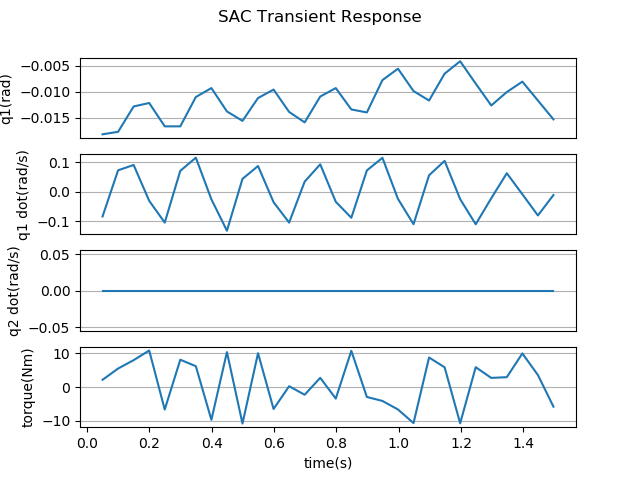 SAC Transient Response
q1(rad)
−0.005
−0.010
−0.015
q1 dot(rad/s)
0.1
0.0
−0.1
q2 dot(rad/s)
0.05
0.00
−0.05
torque(Nm)
10
0
−10
0.0 0.2 0.4 0.6 0.8 1.0 1.2 1.4
time(s)